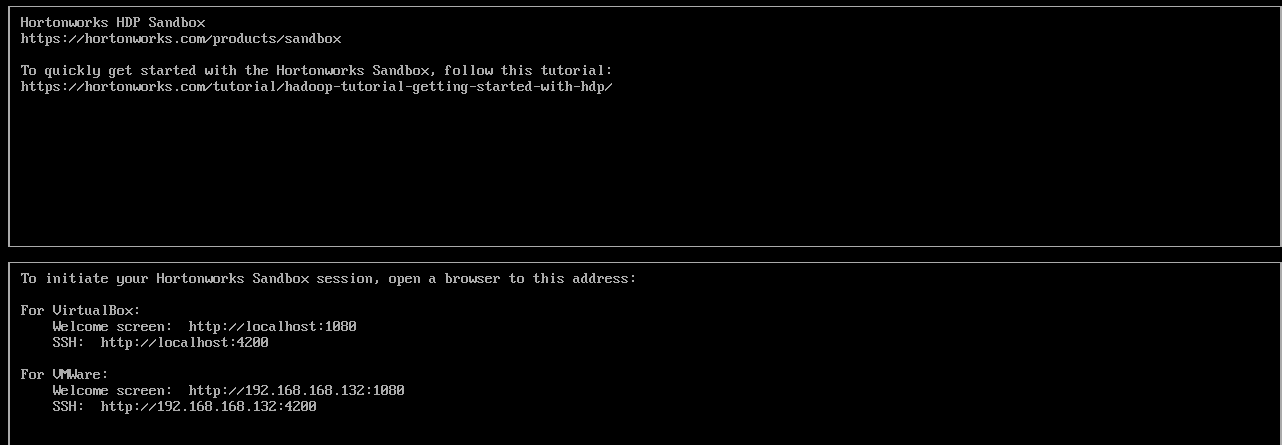 Hortonworks HDP Sandbox
https://hortonworks.com/products/sandbox
To quickly get started with the Hortonworks Sandbox, follow this tutorial:
https://hortonworks.com/tutorial/hadoop-tutorial-getting-started-with-hdp/
To initiate your Hortonworks Sandbox session, open a browser to this address:
For VirtualBox:
Welcome screen: http://localhost:1080
SSH: http://localhost:4200
For VMWare:
Welcome screen: http://192.168.168.132:1080
SSH: http://192.168.168.132:4200